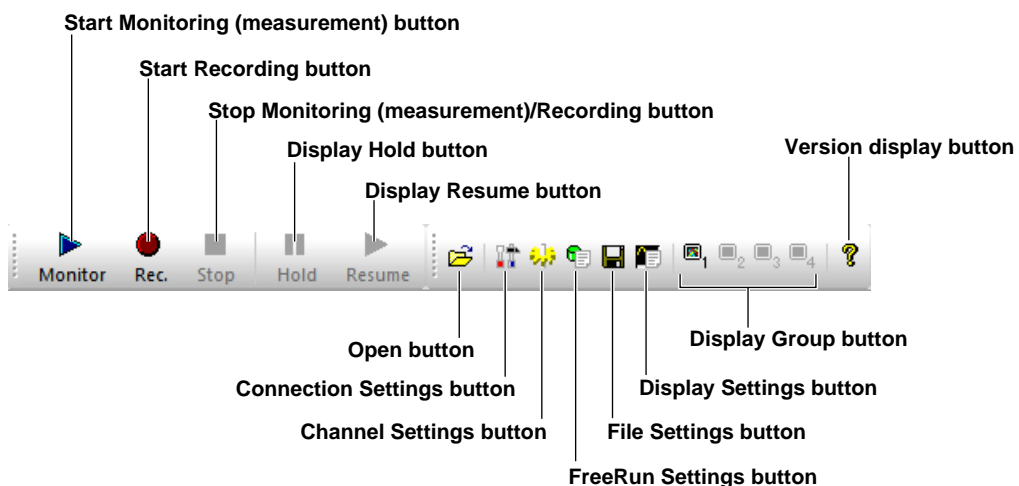 Start Monitoring (measurement) button
Start Recording button
Stop Monitoring (measurement)/Recording button
Display Hold button
Version display button
Display Resume button
Monitor Rec. Stop Hold Resume
1 2 3 4
?
Open button
Display Group button
Connection Settings button
Display Settings button
Channel Settings button
File Settings button
FreeRun Settings button